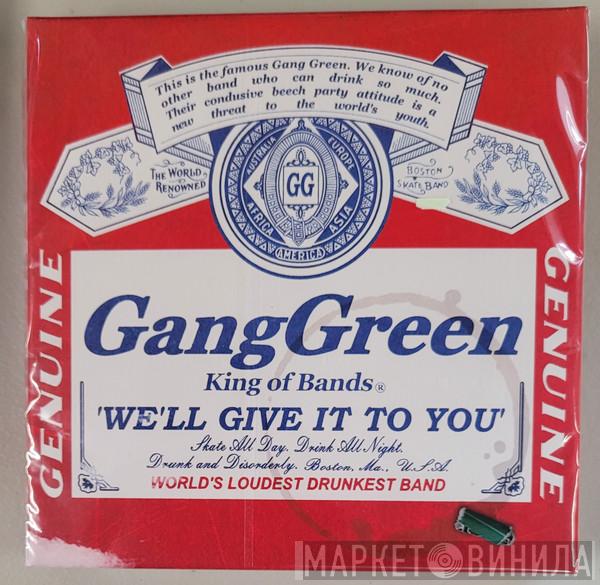 This is the famous Gang Green. We know of no
other band who can drink so much.
Their condusive beech party attitude is a
new threat to the world's youth.
THE WORLD
RENOWNED
BOSTON
SKATE BAND
AUSTRALIA
EUROPE
GG
AFRICA
ASIA
AMERICA
GENUINE
GENUINE
GangGreen
King of Bands®
'WE'LL GIVE IT TO YOU'
Skate All Day. Drink All Night.
Drunk and Disorderly. Boston, Ma., U.S.A.
WORLD'S LOUDEST DRUNKEST BAND
МАРКЕТ ВИНИЛА